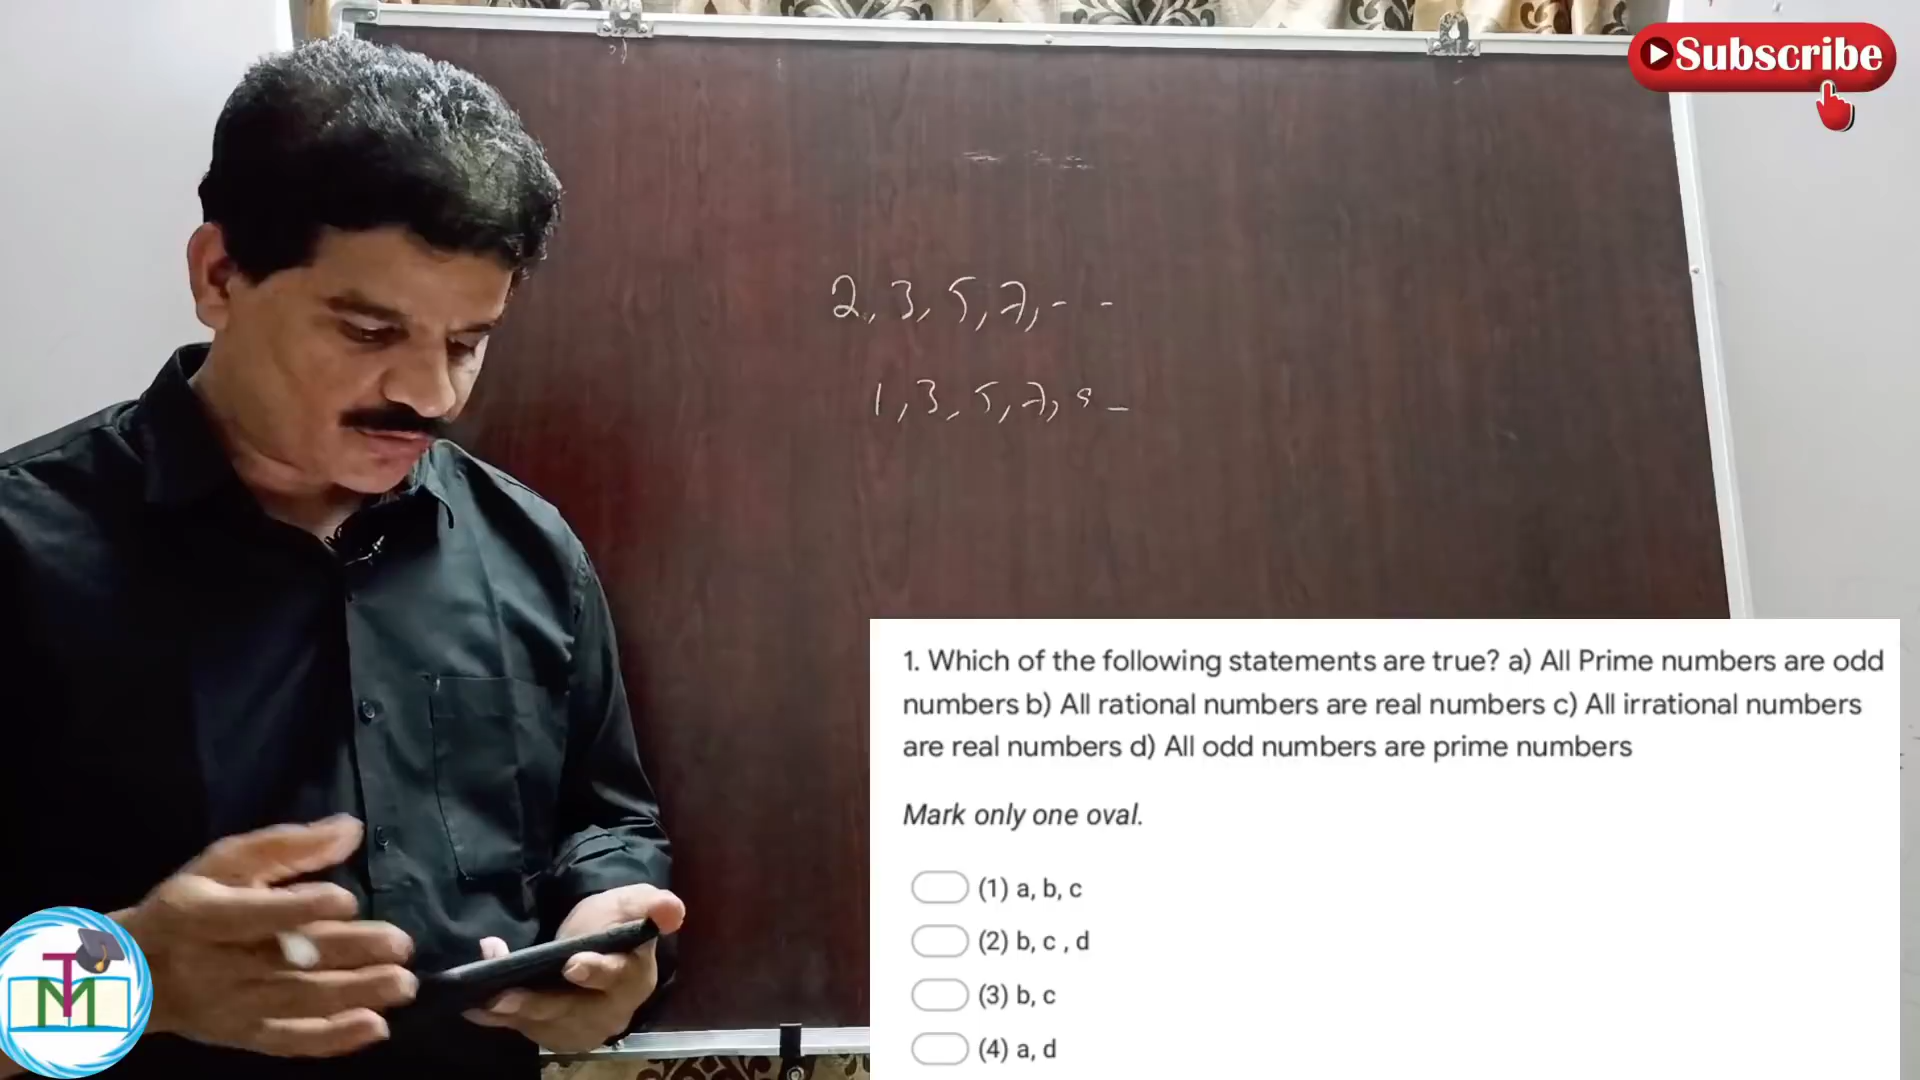 Subscribe
2, 3, 5, 7, - -
1, 3, 5, 7, 9 -
1. Which of the following statements are true? a) All Prime numbers are odd
numbers b) All rational numbers are real numbers c) All irrational numbers
are real numbers d) All odd numbers are prime numbers
Mark only one oval.
(1) a, b, c
(2) b, c , d
(3) b, c
(4) a, d
TM